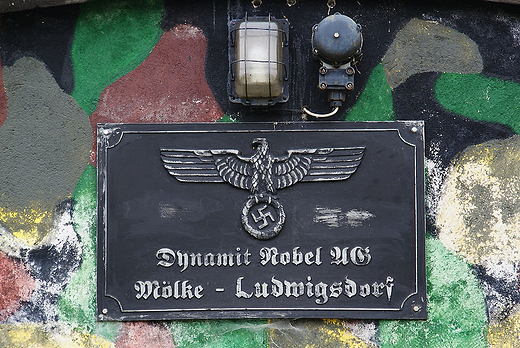 Dynamit Nobel AG
Mölke - Ludwigsdorf